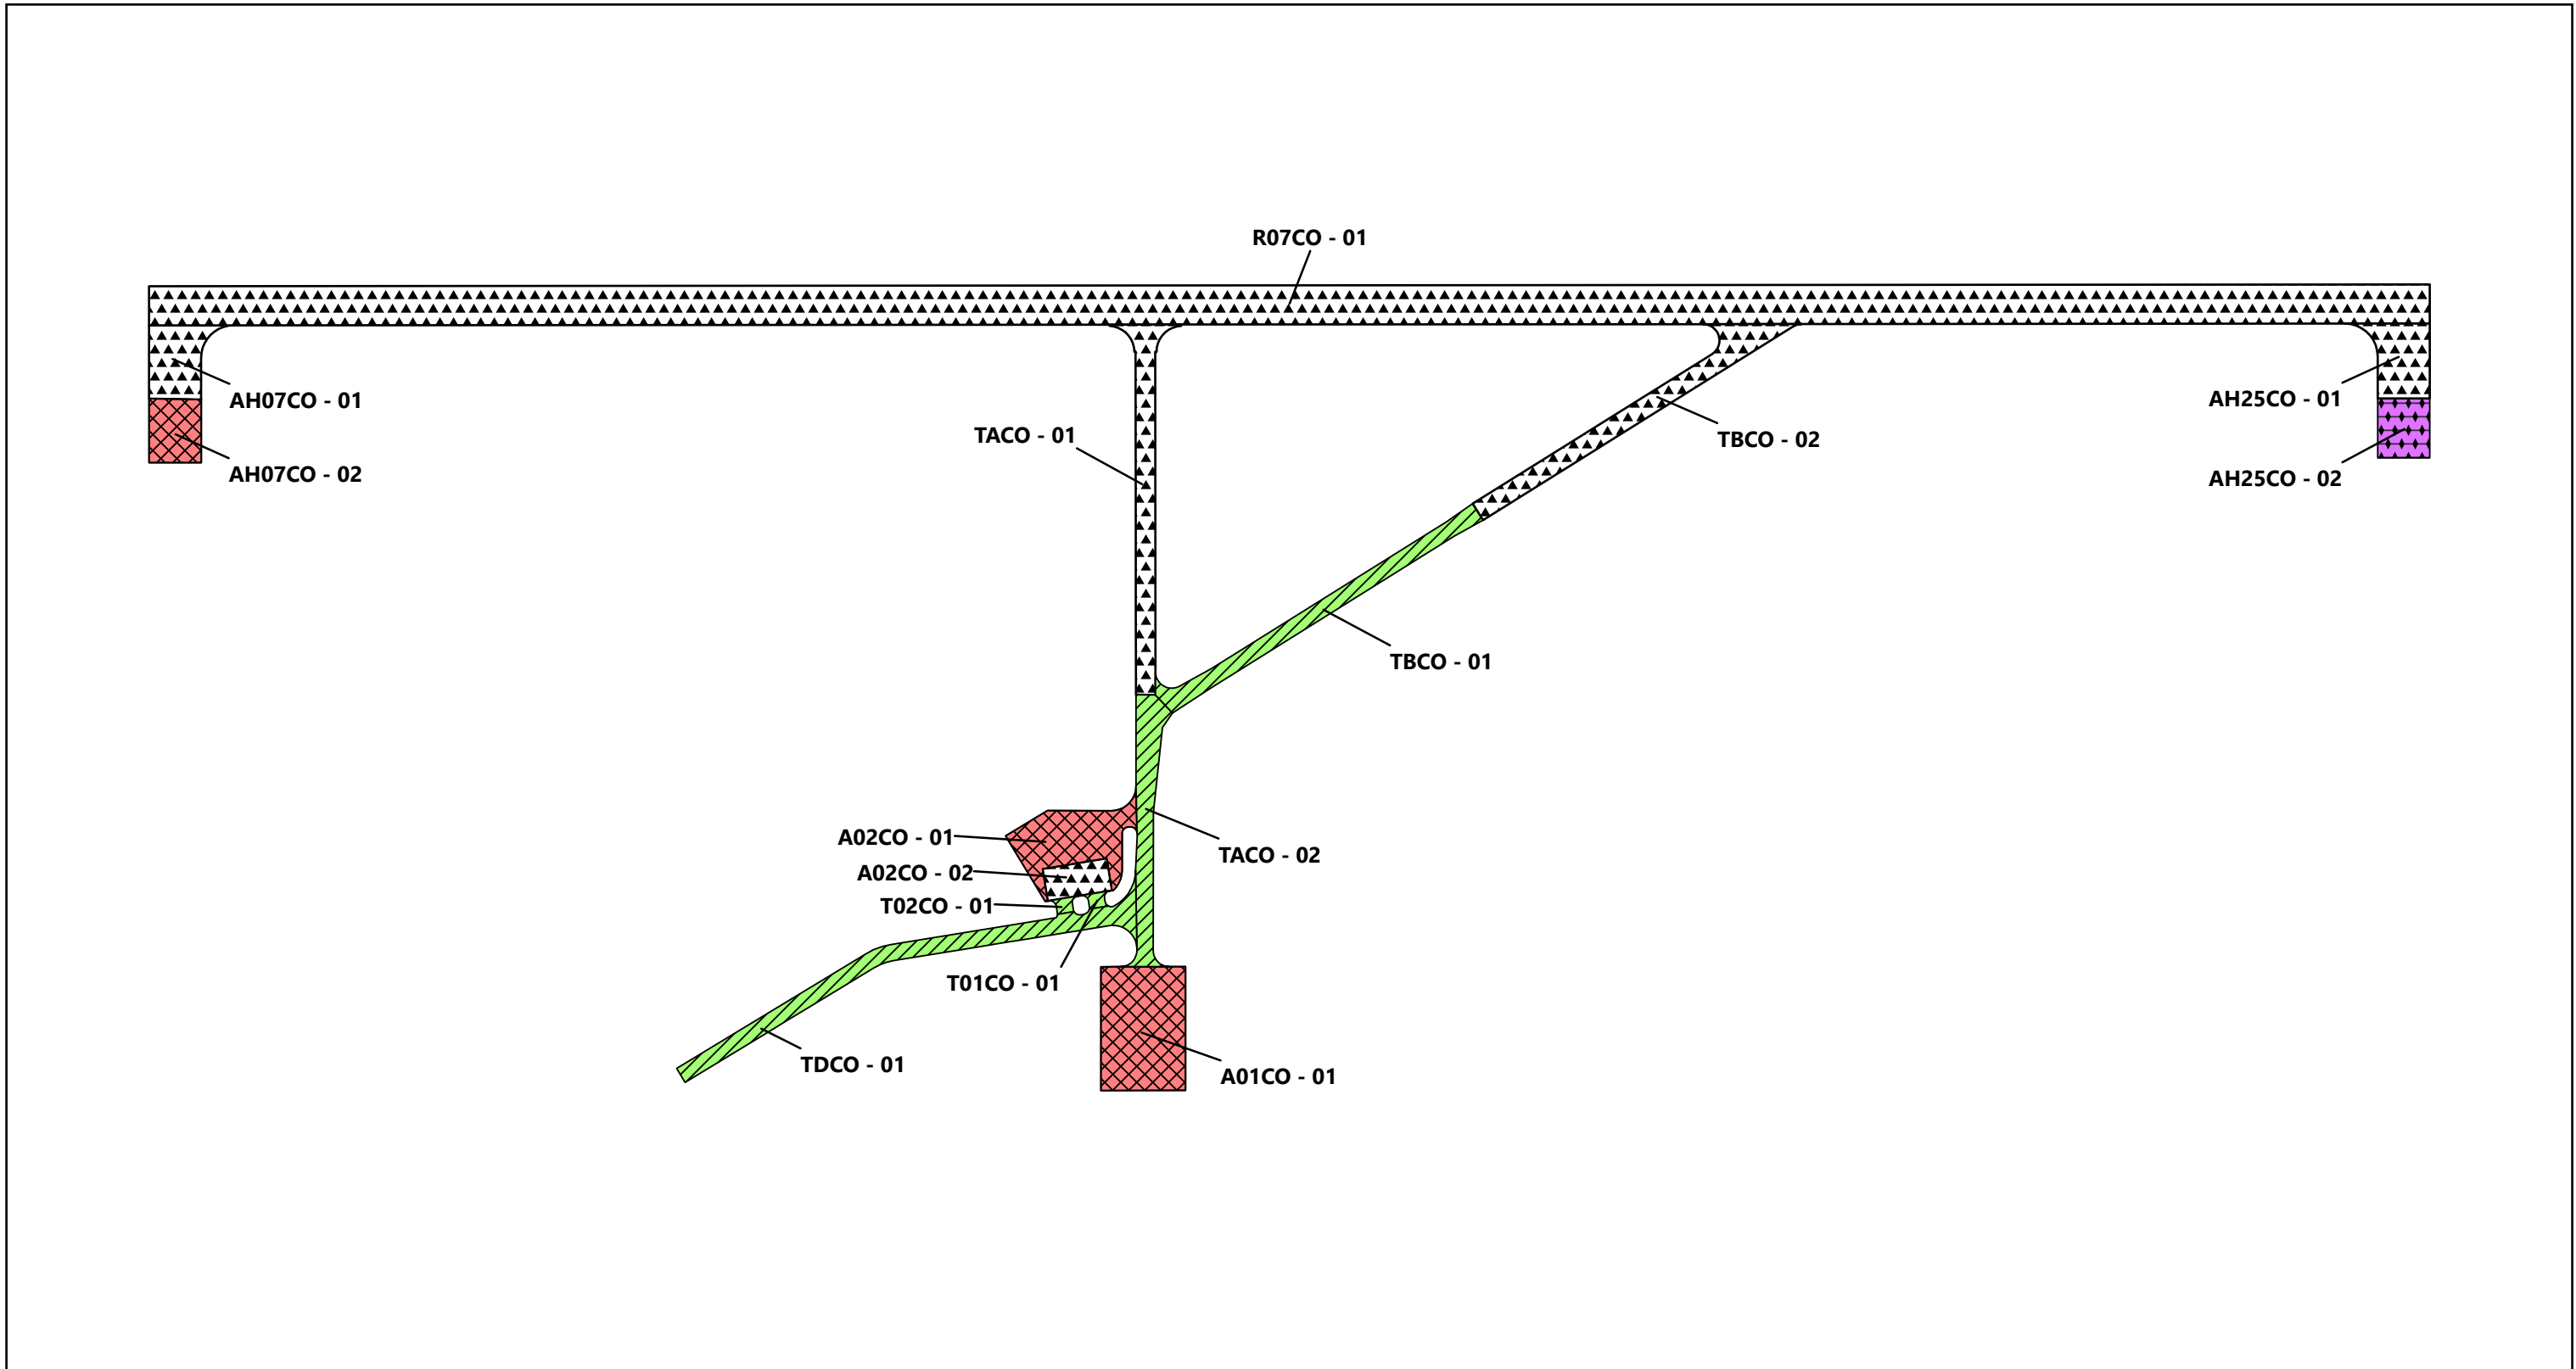 R07CO - 01
AH07CO - 01
AH25CO - 01
TACO - 01
TBCO - 02
AH07CO - 02
AH25CO - 02
TBCO - 01
A02CO - 01
TACO - 02
A02CO - 02
T02CO - 01
T01CO - 01
TDCO - 01
A01CO - 01